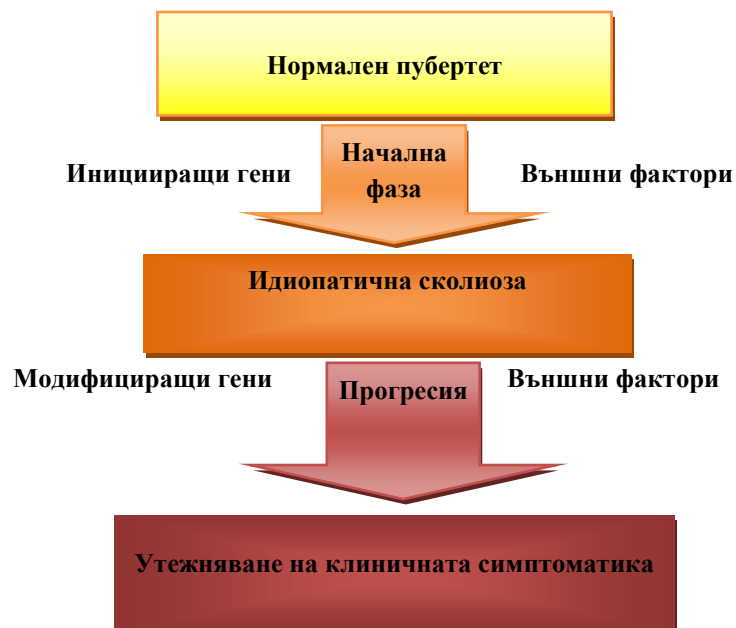 Нормален пубертет
Начална
фаза
Иницииращи гени
Външни фактори
Идиопатична сколиоза
Модифициращи гени
Прогресия
Външни фактори
Утежняване на клиничната симптоматика